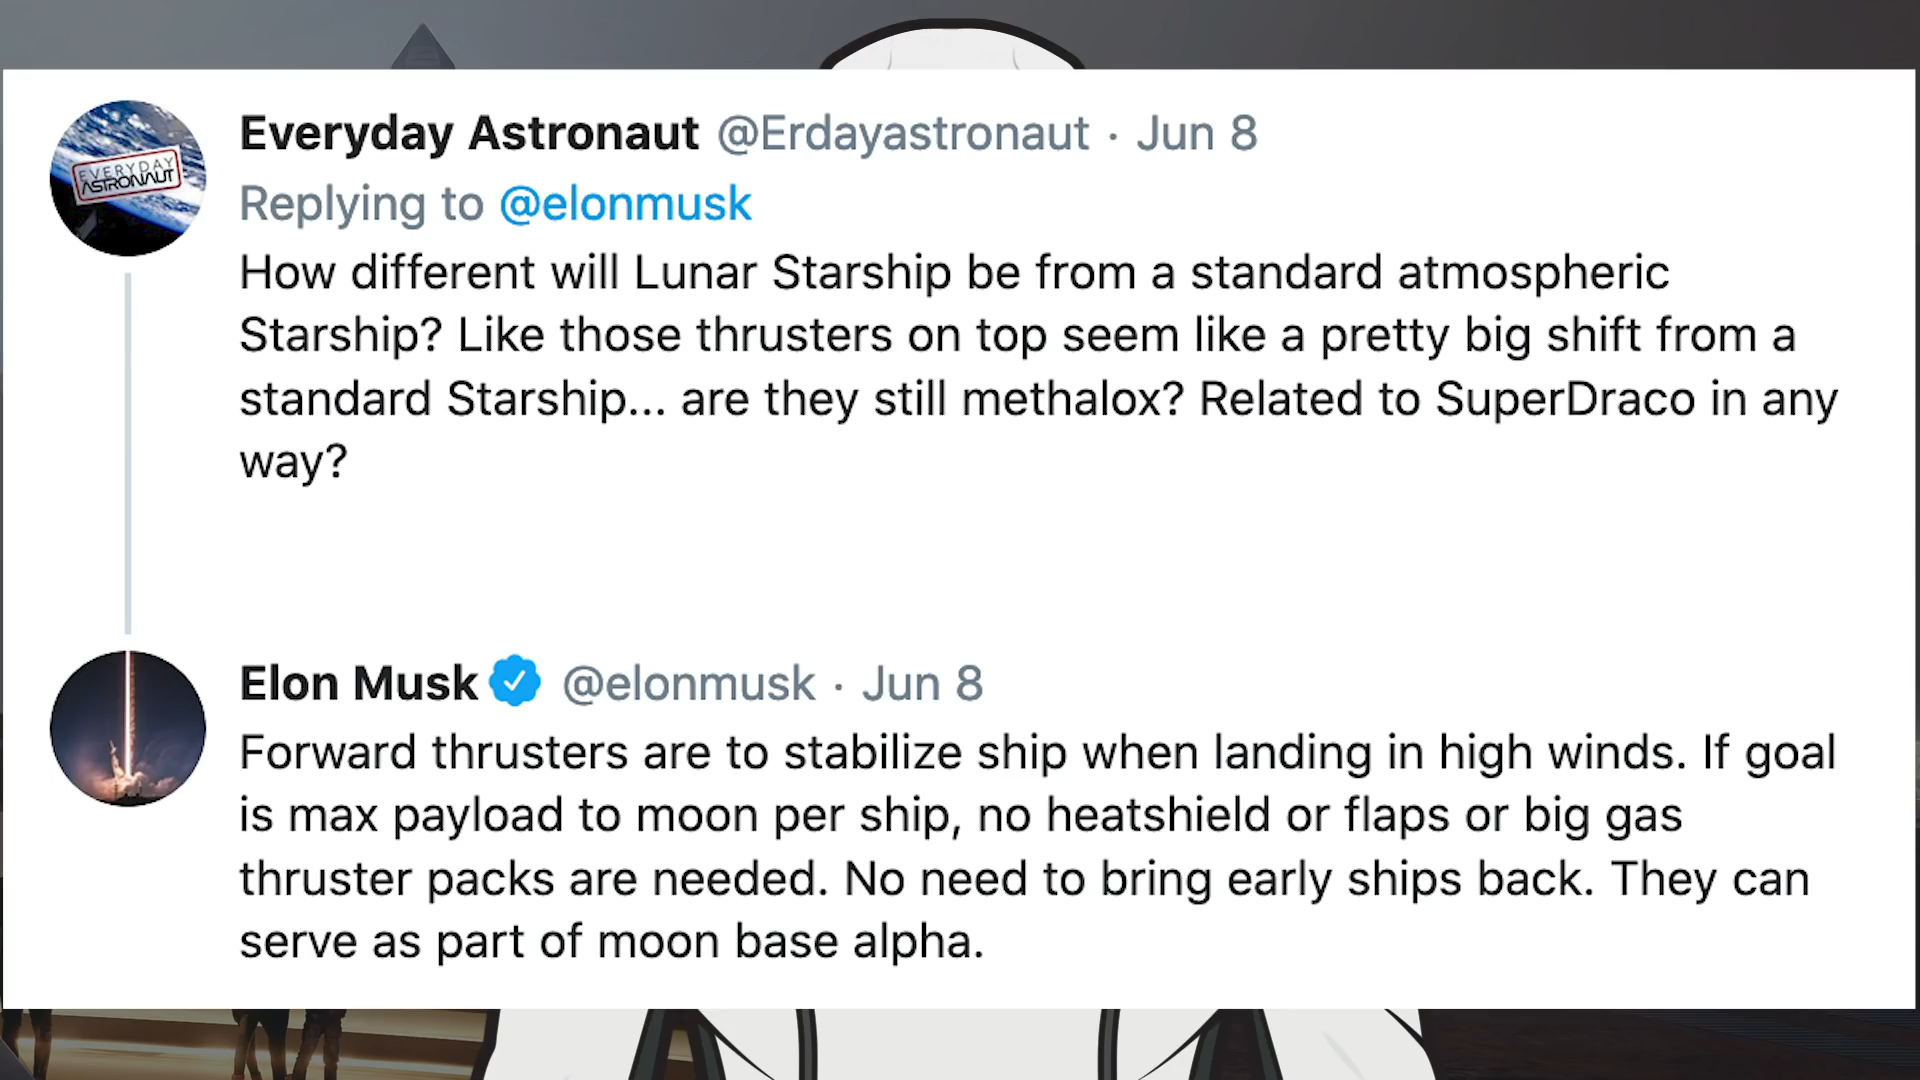 Everyday Astronaut @Erdayastronaut · Jun 8
EVERYDAY
ASTRONAUT
Replying to @elonmusk
How different will Lunar Starship be from a standard atmospheric
Starship? Like those thrusters on top seem like a pretty big shift from a
standard Starship... are they still methalox? Related to SuperDraco in any
way?
Elon Musk @elonmusk · Jun 8
Forward thrusters are to stabilize ship when landing in high winds. If goal
is max payload to moon per ship, no heatshield or flaps or big gas
thruster packs are needed. No need to bring early ships back. They can
serve as part of moon base alpha.